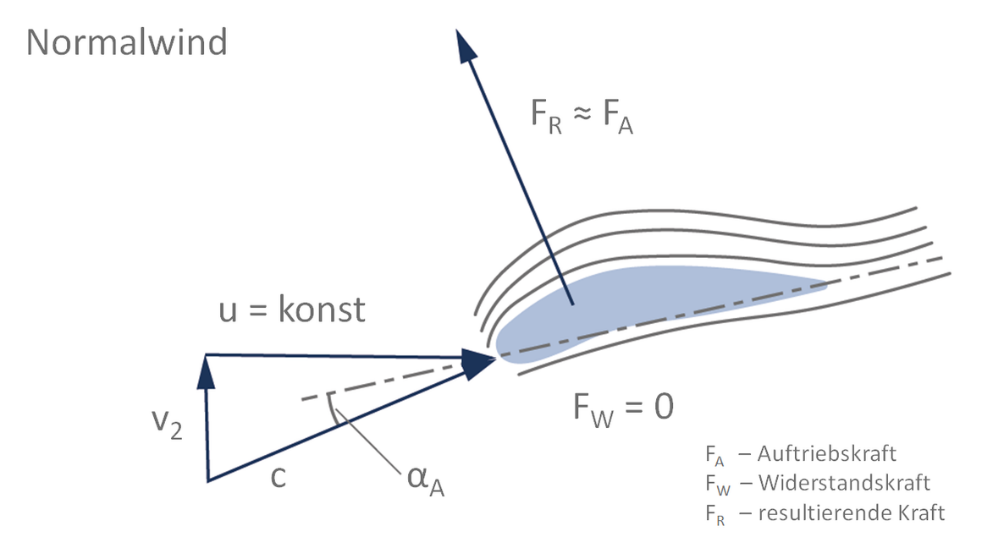 Normalwind
F_R ≈ F_A
u = konst
v_2
c
α_A
F_W = 0
F_A – Auftriebskraft
F_W – Widerstandskraft
F_R – resultierende Kraft